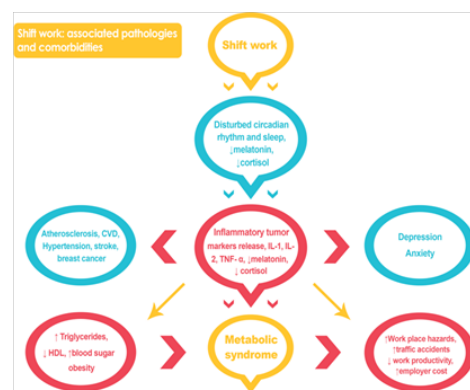 Shift work: associated pathologies
and comorbidities
Shift work
Disturbed circadian
rhythm and sleep,
↓melatonin,
↓cortisol
Atherosclerosis, CVD,
Hypertension, stroke,
breast cancer
Inflammatory tumor
markers release, IL-1, IL-
2, TNF- α, ↓melatonin,
↓ cortisol
Depression
Anxiety
↑ Triglycerides,
↓ HDL, ↑blood sugar
obesity
Metabolic
syndrome
↑Work place hazards,
↑traffic accidents
↓ work productivity,
↑employer cost